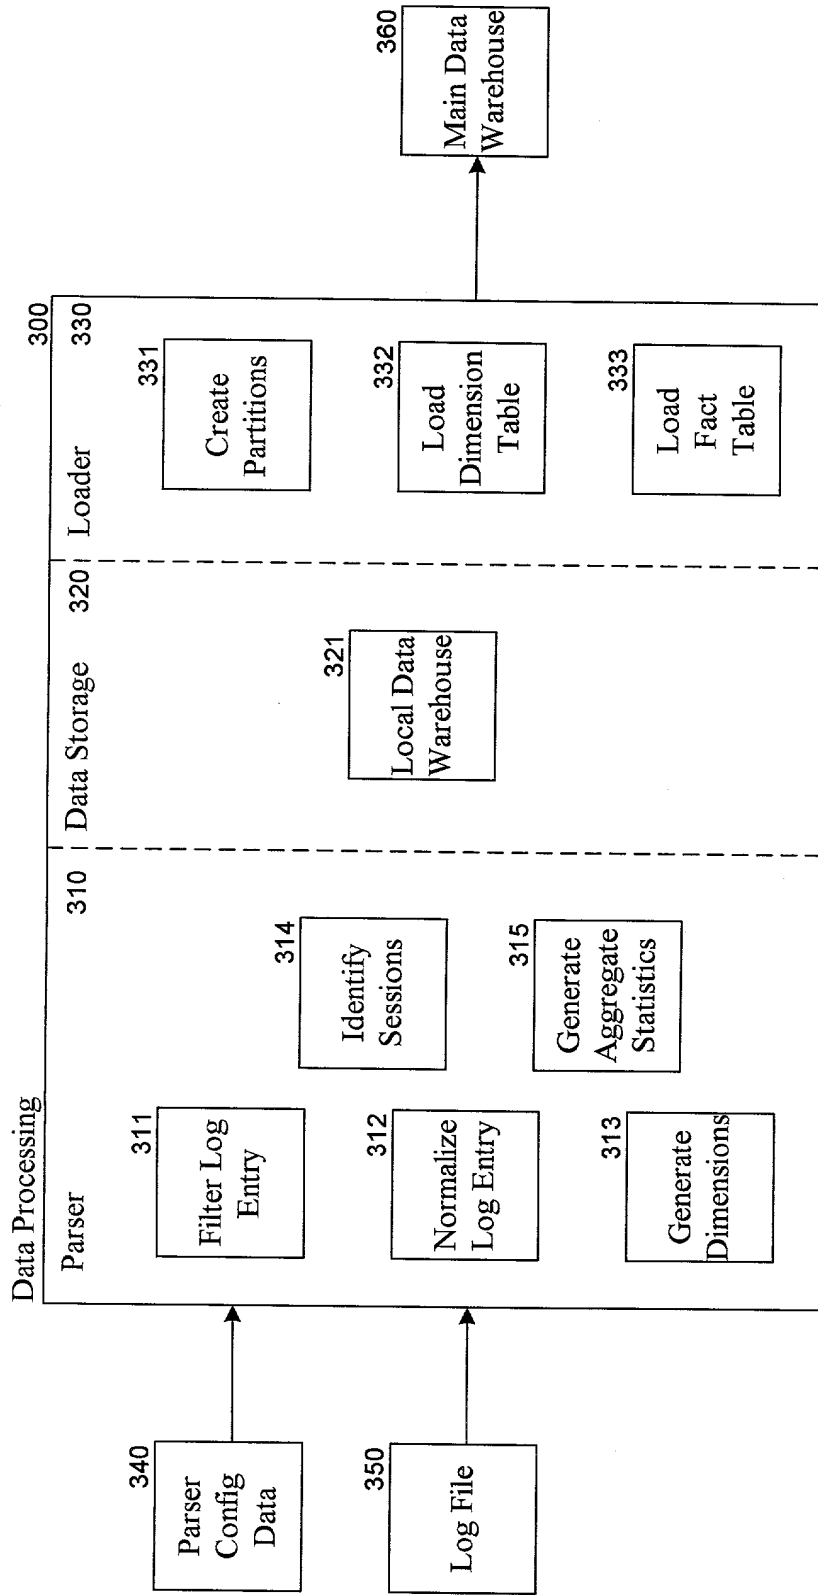 Data Processing
300
Parser
310
Data Storage
320
Loader
330
340
Parser
Config
Data
350
Log File
311
Filter Log
Entry
312
Normalize
Log Entry
313
Generate
Dimensions
314
Identify
Sessions
315
Generate
Aggregate
Statistics
321
Local Data
Warehouse
331
Create
Partitions
332
Load
Dimension
Table
333
Load
Fact
Table
360
Main Data
Warehouse